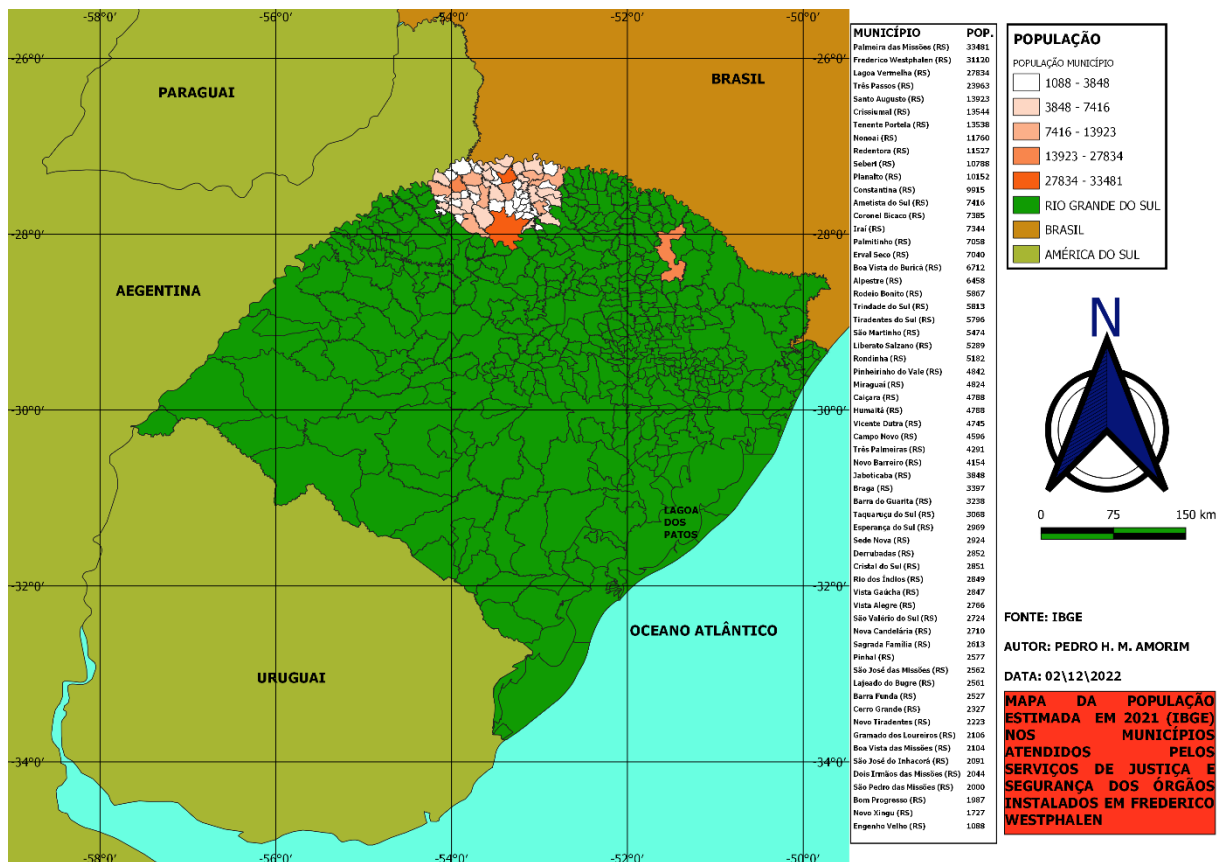 -58°0'
-56°0'
-54°0'
-52°0'
-50°0'
-26°0'
-26°0'
PARAGUAI
BRASIL
-28°0'
-28°0'
AEGENTINA
-30°0'
-30°0'
LAGOA
DOS
PATOS
-32°0'
-32°0'
OCEANO ATLÂNTICO
URUGUAI
-34°0'
-34°0'
-58°0'
-56°0'
-54°0'
-52°0'
-50°0'
MUNICÍPIO POP.
Palmeira das Missões (RS) 33481
Frederico Westphalen (RS) 31120
Lagoa Vermelha (RS) 27834
Três Passos (RS) 23963
Santo Augusto (RS) 13923
Crissiumal (RS) 13544
Tenente Portela (RS) 13538
Nonoai (RS) 11760
Redentora (RS) 11527
Seberi (RS) 10788
Planalto (RS) 10152
Constantina (RS) 9915
Ametista do Sul (RS) 7416
Coronel Bicaco (RS) 7385
Iraí (RS) 7344
Palmitinho (RS) 7058
Erval Seco (RS) 7040
Boa Vista do Buricá (RS) 6712
Alpestre (RS) 6458
Rodeio Bonito (RS) 5867
Trindade do Sul (RS) 5813
Tiradentes do Sul (RS) 5796
São Martinho (RS) 5474
Liberato Salzano (RS) 5289
Rondinha (RS) 5182
Pinheirinho do Vale (RS) 4842
Miraguaí (RS) 4824
Caiçara (RS) 4788
Humaitá (RS) 4788
Vicente Dutra (RS) 4745
Campo Novo (RS) 4596
Três Palmeiras (RS) 4291
Novo Barreiro (RS) 4154
Jaboticaba (RS) 3848
Braga (RS) 3397
Barra do Guarita (RS) 3238
Taquaruçu do Sul (RS) 3068
Esperança do Sul (RS) 2969
Sede Nova (RS) 2924
Derrubadas (RS) 2852
Cristal do Sul (RS) 2851
Rio dos Índios (RS) 2849
Vista Gaúcha (RS) 2847
Vista Alegre (RS) 2766
São Valério do Sul (RS) 2724
Nova Candelária (RS) 2710
Sagrada Família (RS) 2613
Pinhal (RS) 2577
São José das Missões (RS) 2562
Lajeado do Bugre (RS) 2561
Barra Funda (RS) 2527
Cerro Grande (RS) 2327
Novo Tiradentes (RS) 2223
Gramado dos Loureiros (RS) 2106
Boa Vista das Missões (RS) 2104
São José do Inhacorá (RS) 2091
Dois Irmãos das Missões (RS) 2044
São Pedro das Missões (RS) 2000
Bom Progresso (RS) 1987
Novo Xingu (RS) 1727
Engenho Velho (RS) 1088
POPULAÇÃO
POPULAÇÃO MUNICÍPIO
1088 - 3848
3848 - 7416
7416 - 13923
13923 - 27834
27834 - 33481
RIO GRANDE DO SUL
BRASIL
AMÉRICA DO SUL
N
0 75 150 km
FONTE: IBGE
AUTOR: PEDRO H. M. AMORIM
DATA: 02\12\2022
MAPA DA POPULAÇÃO
ESTIMADA EM 2021 (IBGE)
NOS MUNICÍPIOS
ATENDIDOS PELOS
SERVIÇOS DE JUSTIÇA E
SEGURANÇA DOS ÓRGÃOS
INSTALADOS EM FREDERICO
WESTPHALEN